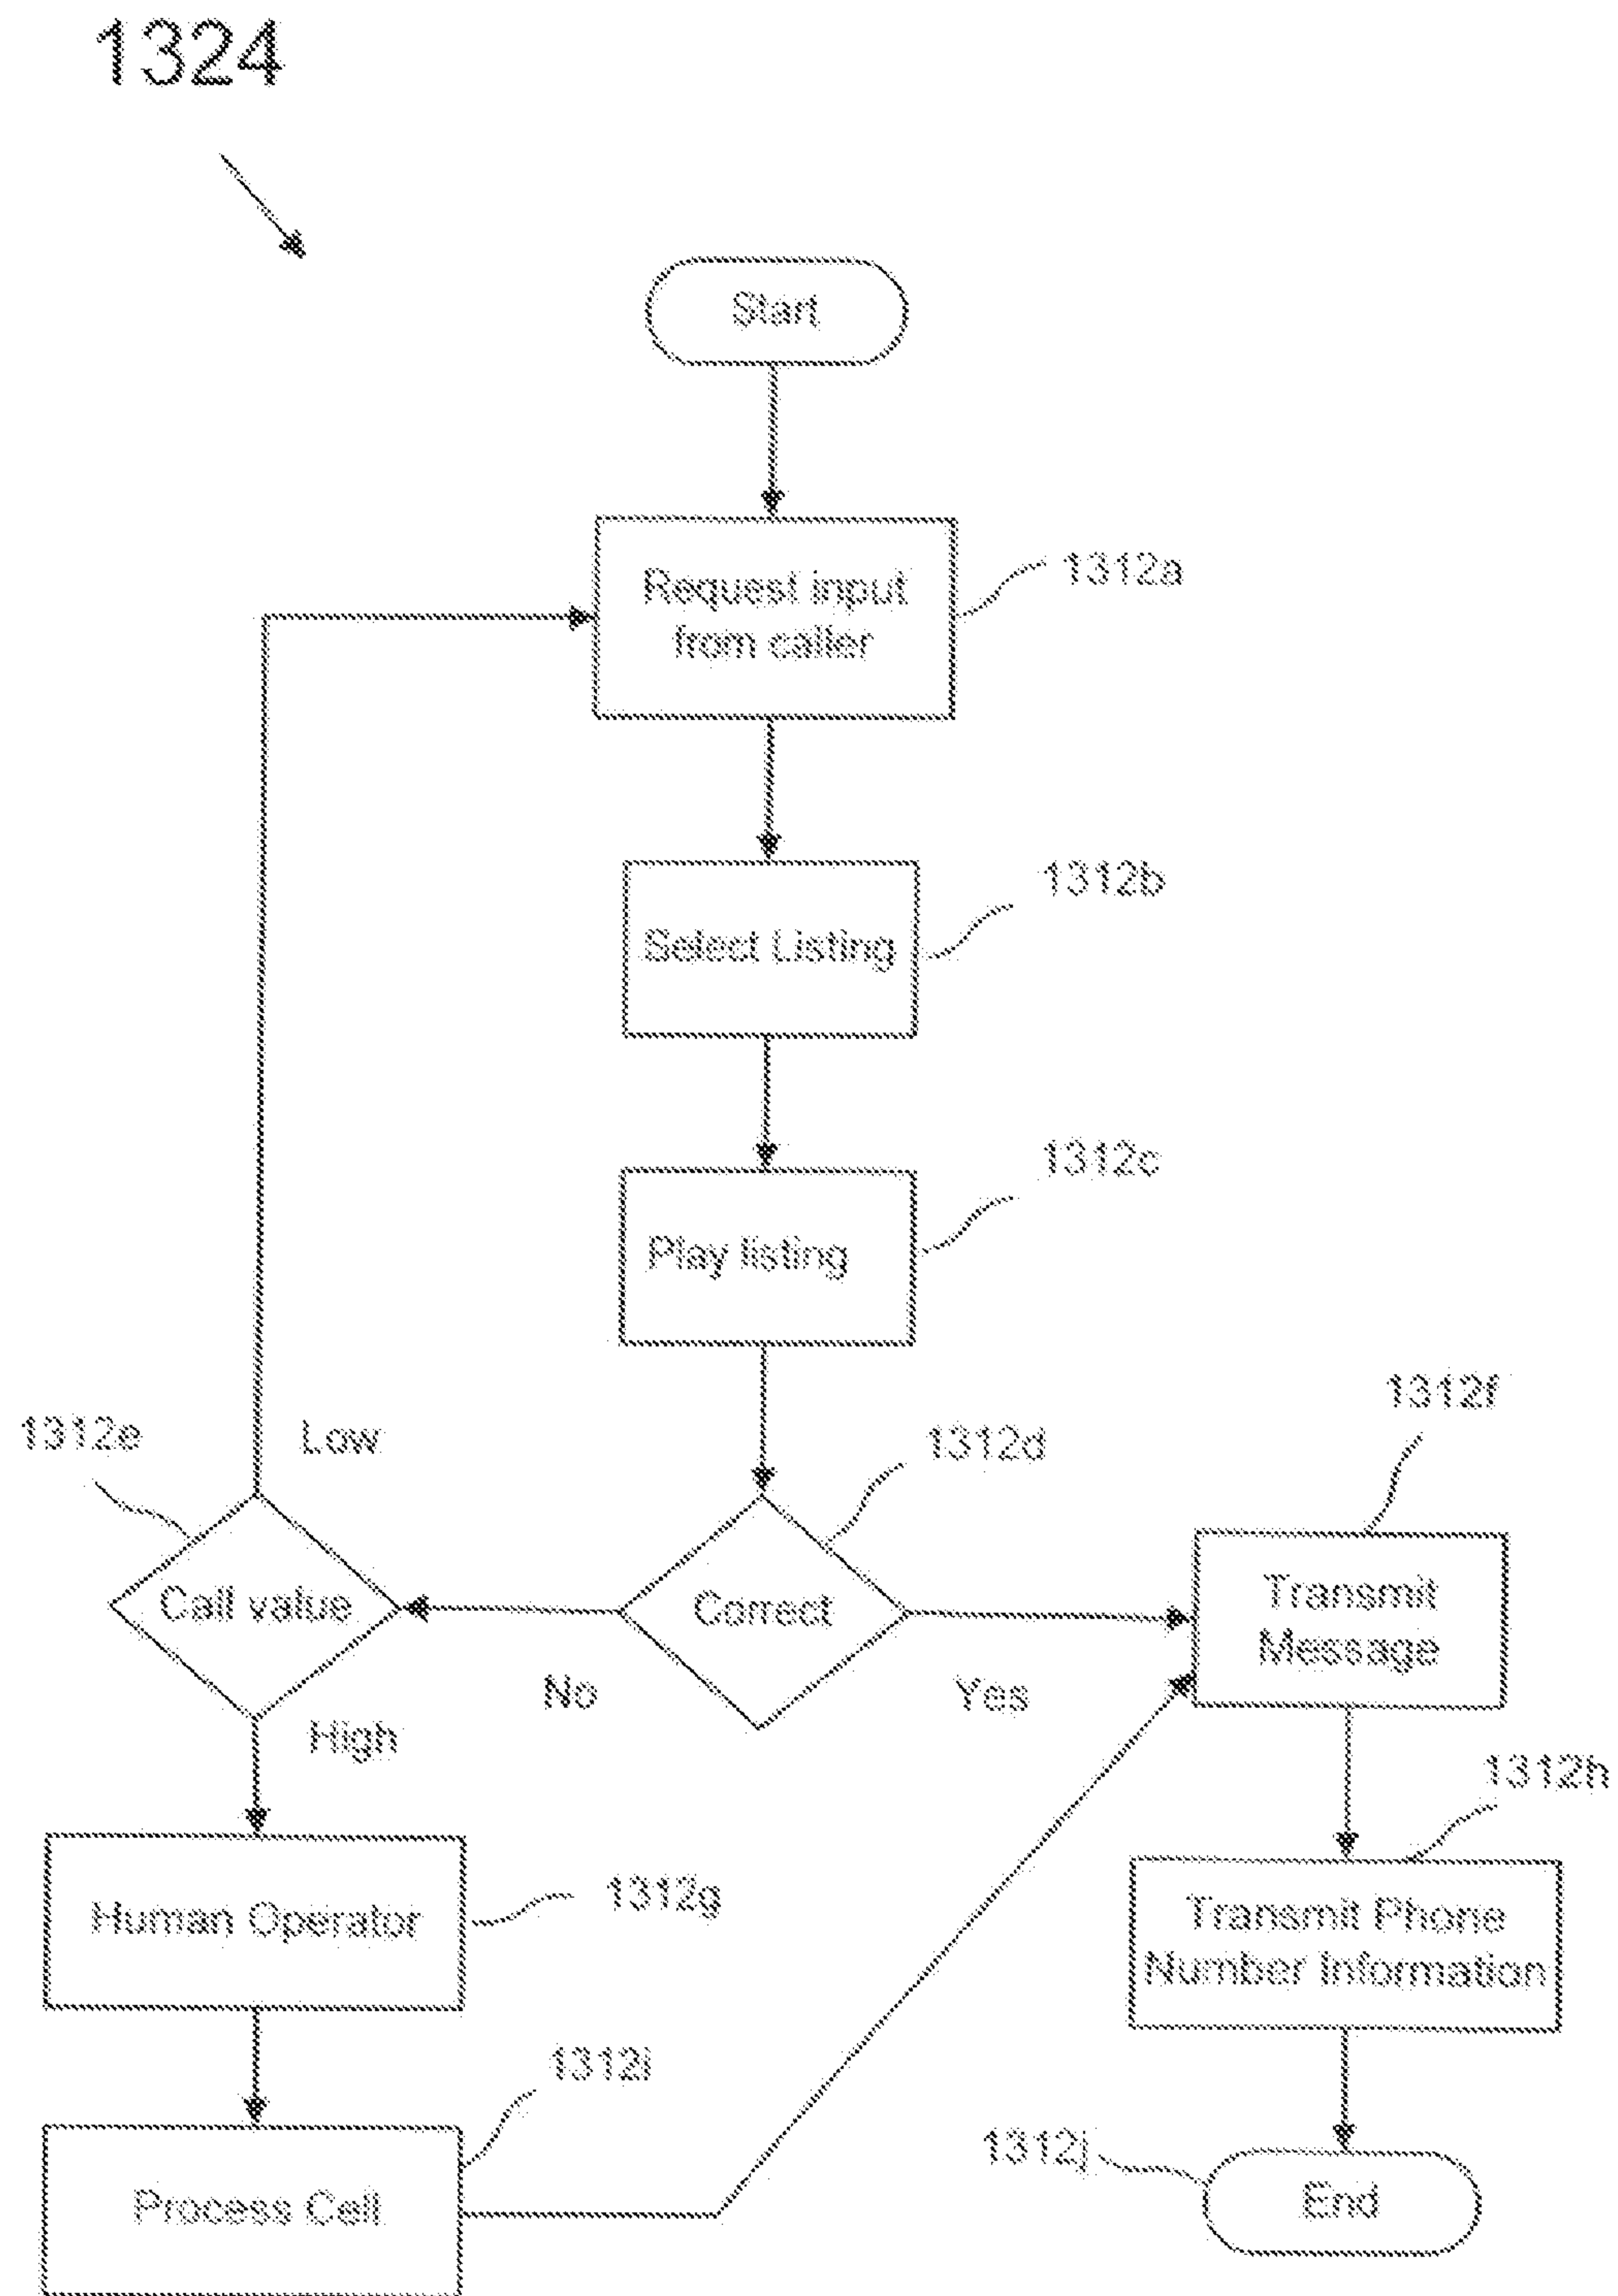 1324
Start
Request input
from caller
1312a
1312b
Select Listing
1312c
Play listing
1312f
1312e
Low
1312d
Call value
Correct
Transmit
Message
No
Yes
High
1312h
Human Operator
1312g
Transmit Phone
Number Information
1312i
1312j
Process Cell
End